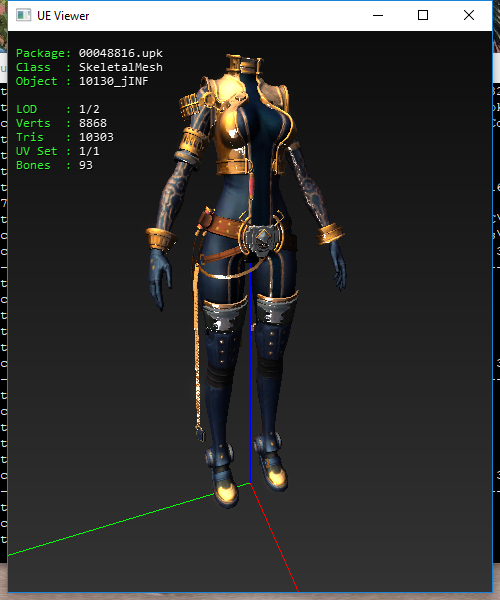 UE Viewer
Package: 00048816.upk
Class : SkeletalMesh
Object : 10130_jINF
LOD : 1/2
Verts : 8868
Tris : 10303
UV Set : 1/1
Bones : 93